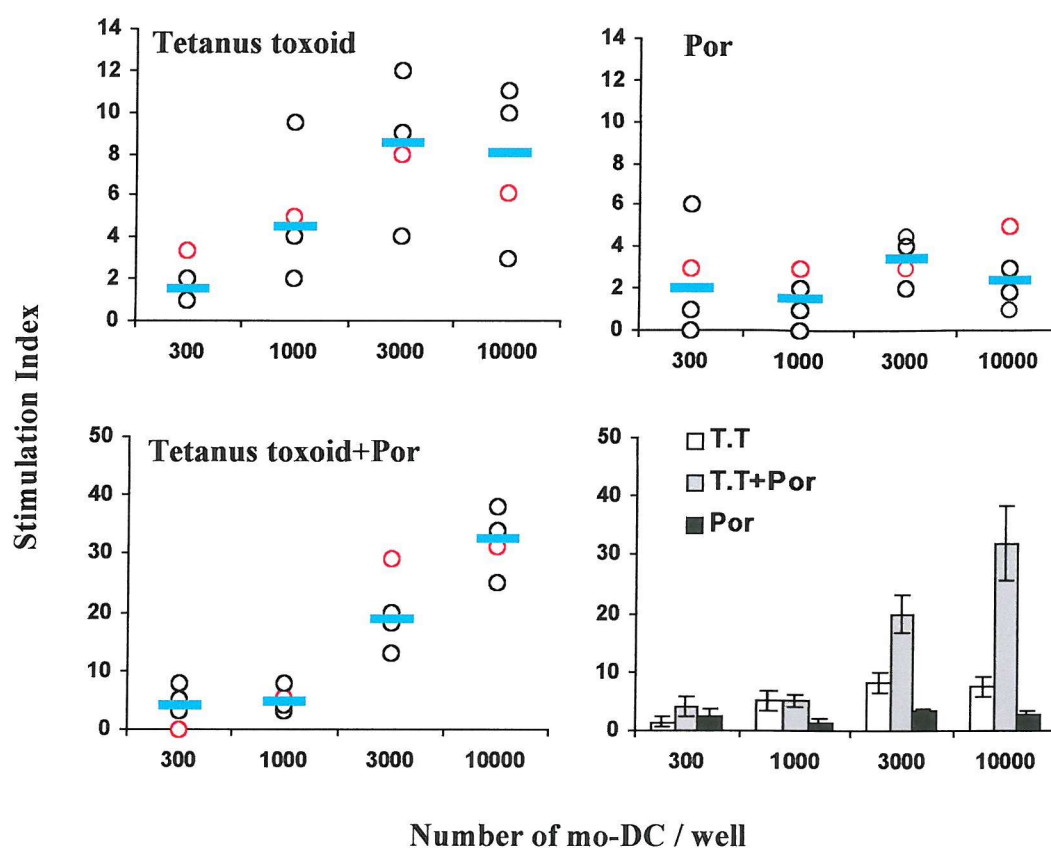 Stimulation Index
Tetanus toxoid
14
12
10
8
6
4
2
0
300 1000 3000 10000
Por
14
12
10
8
6
4
2
0
300 1000 3000 10000
Tetanus toxoid+Por
50
40
30
20
10
0
300 1000 3000 10000
50
40
30
20
10
0
T.T
T.T+Por
Por
300 1000 3000 10000
Number of mo-DC / well